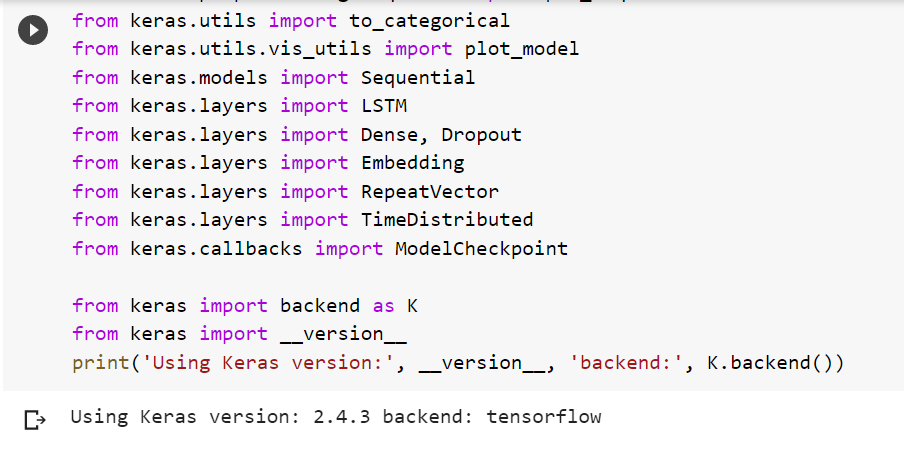 from keras.utils import to_categorical
from keras.utils.vis_utils import plot_model
from keras.models import Sequential
from keras.layers import LSTM
from keras.layers import Dense, Dropout
from keras.layers import Embedding
from keras.layers import RepeatVector
from keras.layers import TimeDistributed
from keras.callbacks import ModelCheckpoint
from keras import backend as K
from keras import __version__
print('Using Keras version:', __version__, 'backend:', K.backend())
Using Keras version: 2.4.3 backend: tensorflow